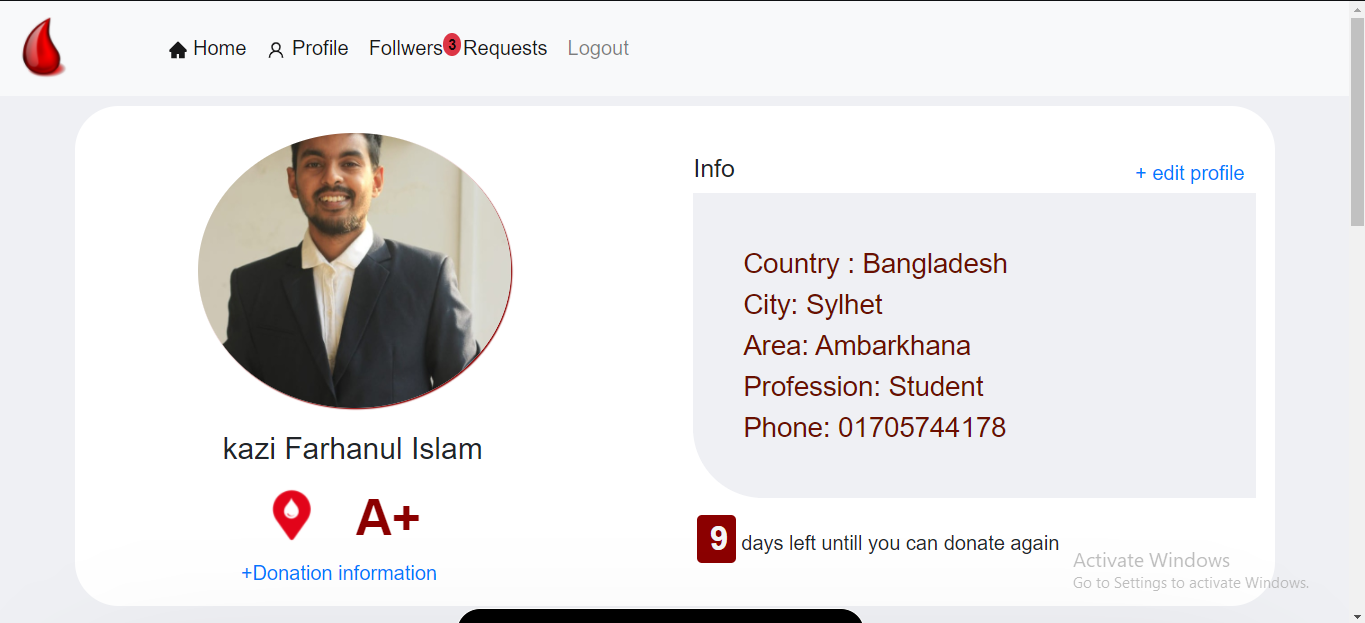 Home Profile Follwers 3 Requests Logout
Info
+ edit profile
Country : Bangladesh
City: Sylhet
Area: Ambarkhana
Profession: Student
Phone: 01705744178
kazi Farhanul Islam
A+
+Donation information
9 days left untill you can donate again
Activate Windows
Go to Settings to activate Windows.